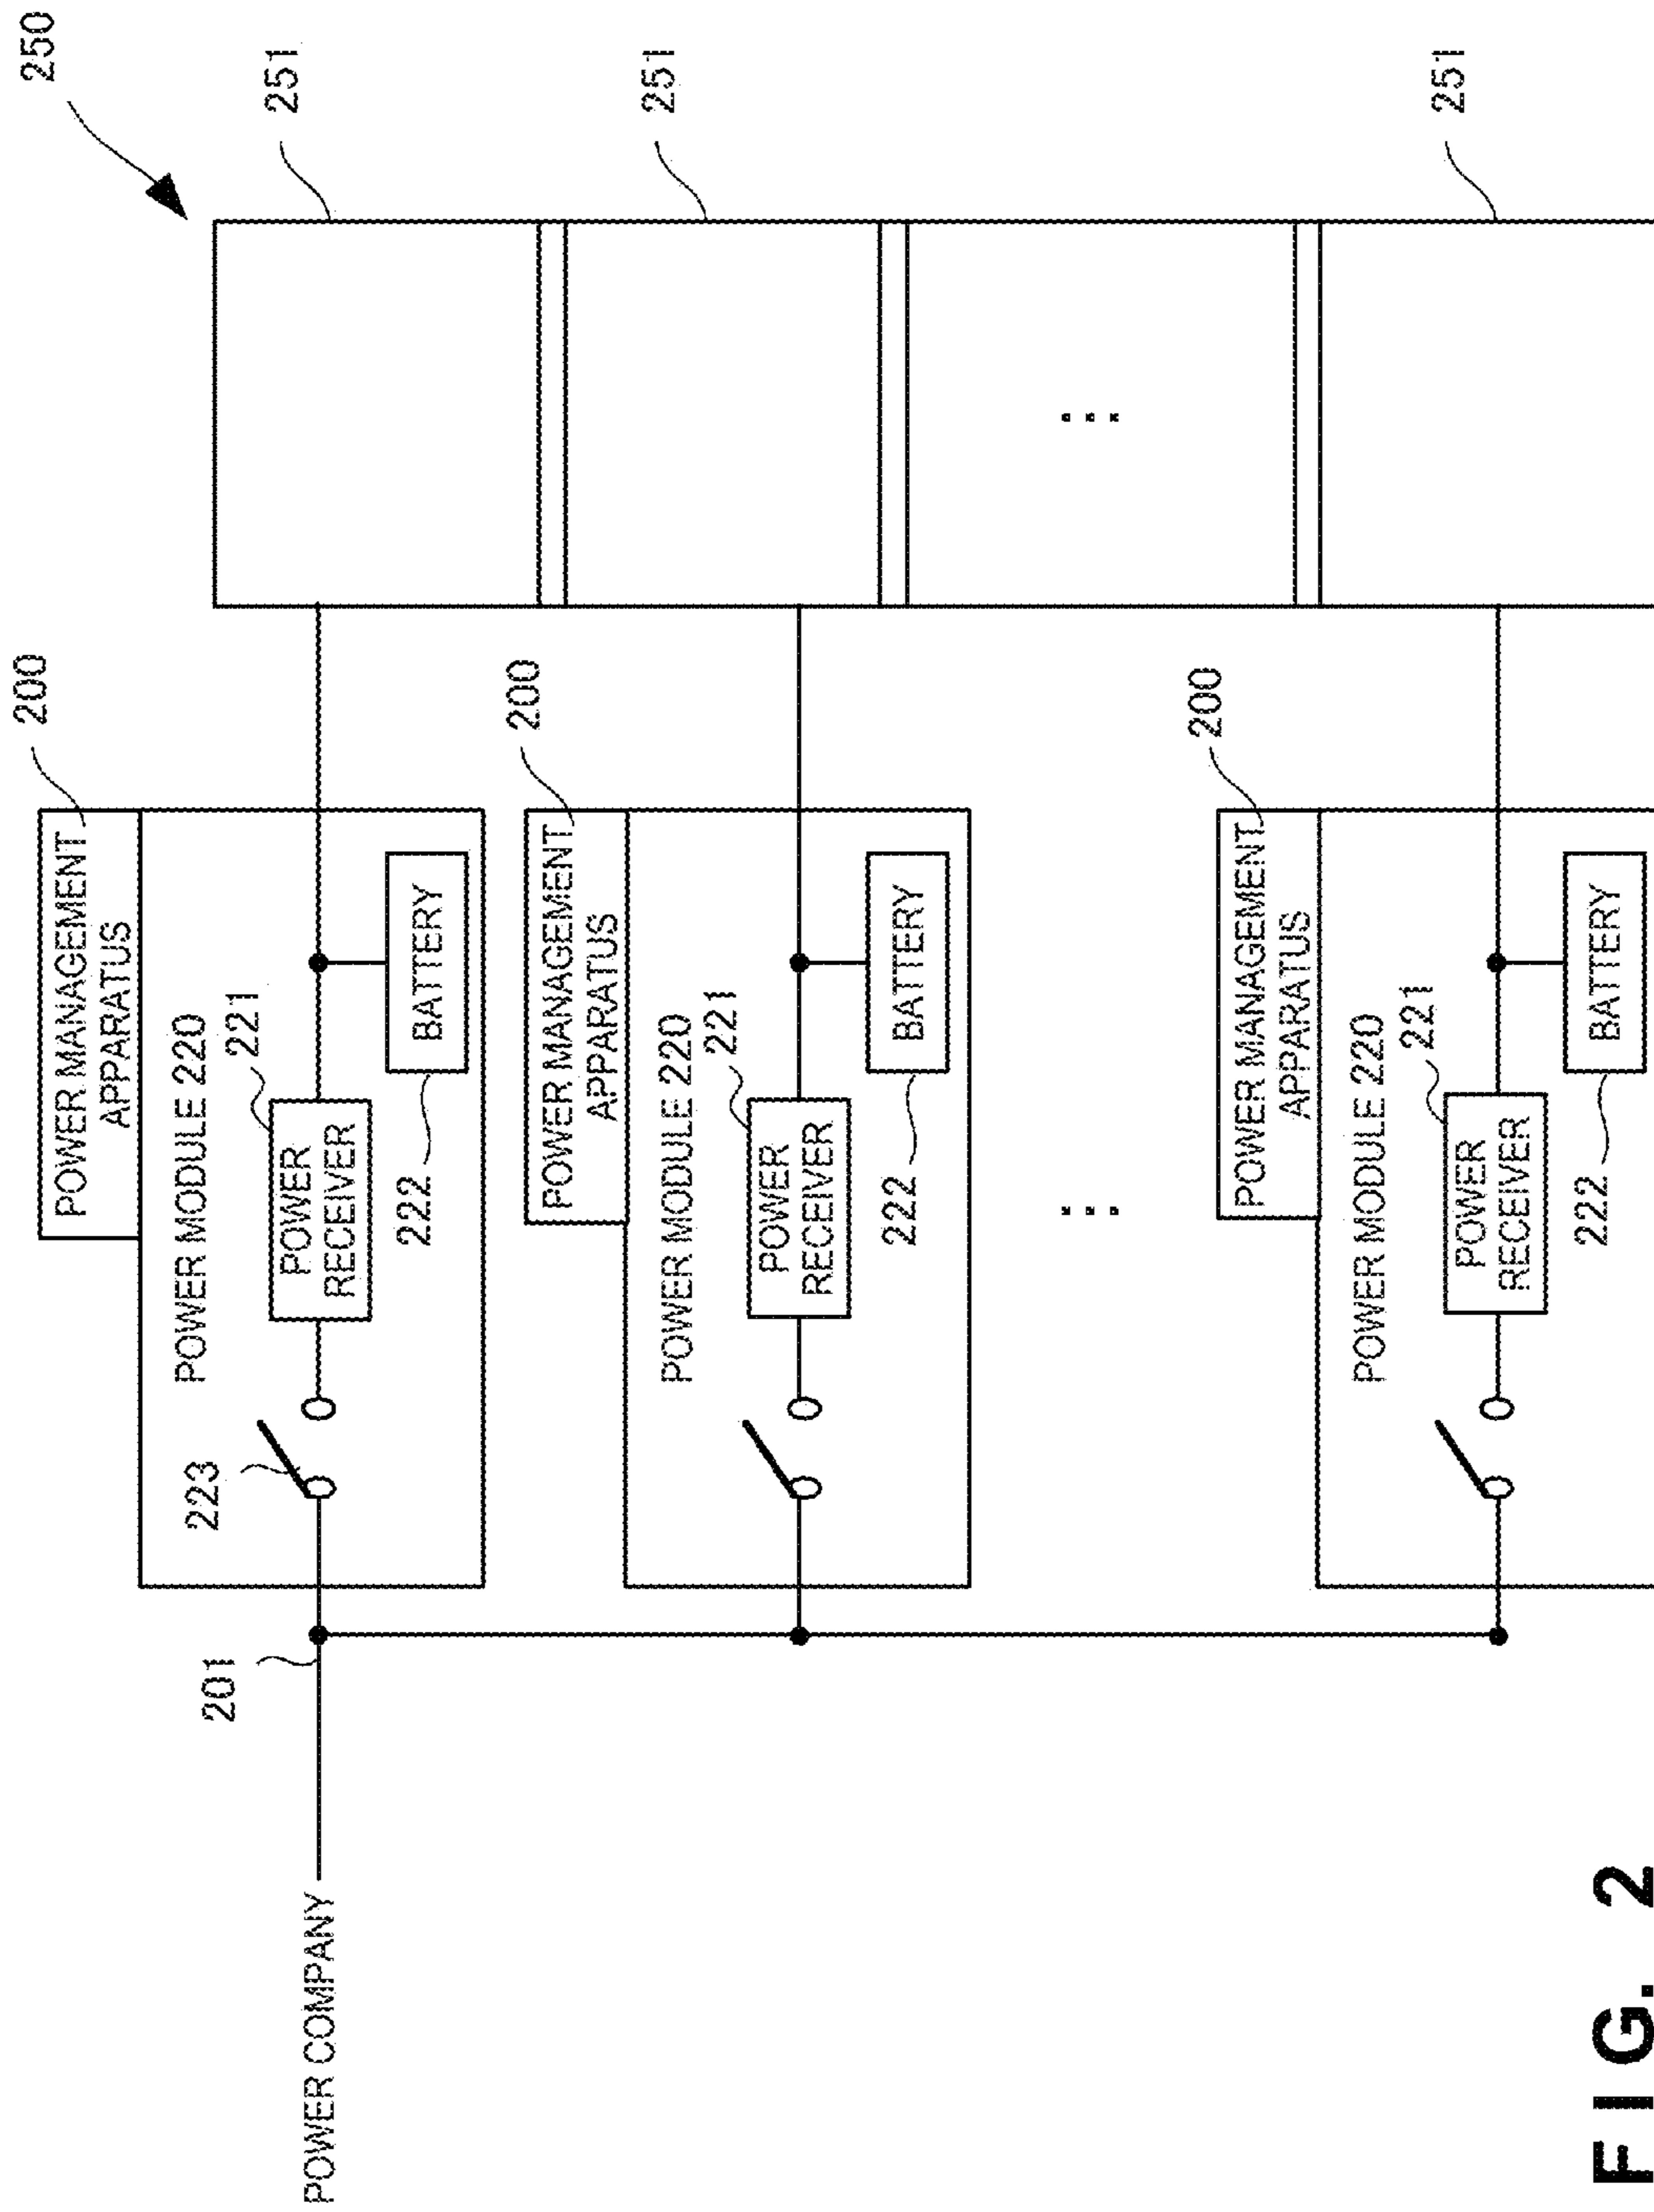 250
200
POWER MANAGEMENT
APPARATUS
251
POWER MODULE 220
221
223
POWER
RECEIVER
BATTERY
222
POWER COMPANY
201
200
POWER MANAGEMENT
APPARATUS
251
POWER MODULE 220
221
POWER
RECEIVER
BATTERY
222
...
...
200
POWER MANAGEMENT
APPARATUS
251
POWER MODULE 220
221
POWER
RECEIVER
BATTERY
222
FIG. 2